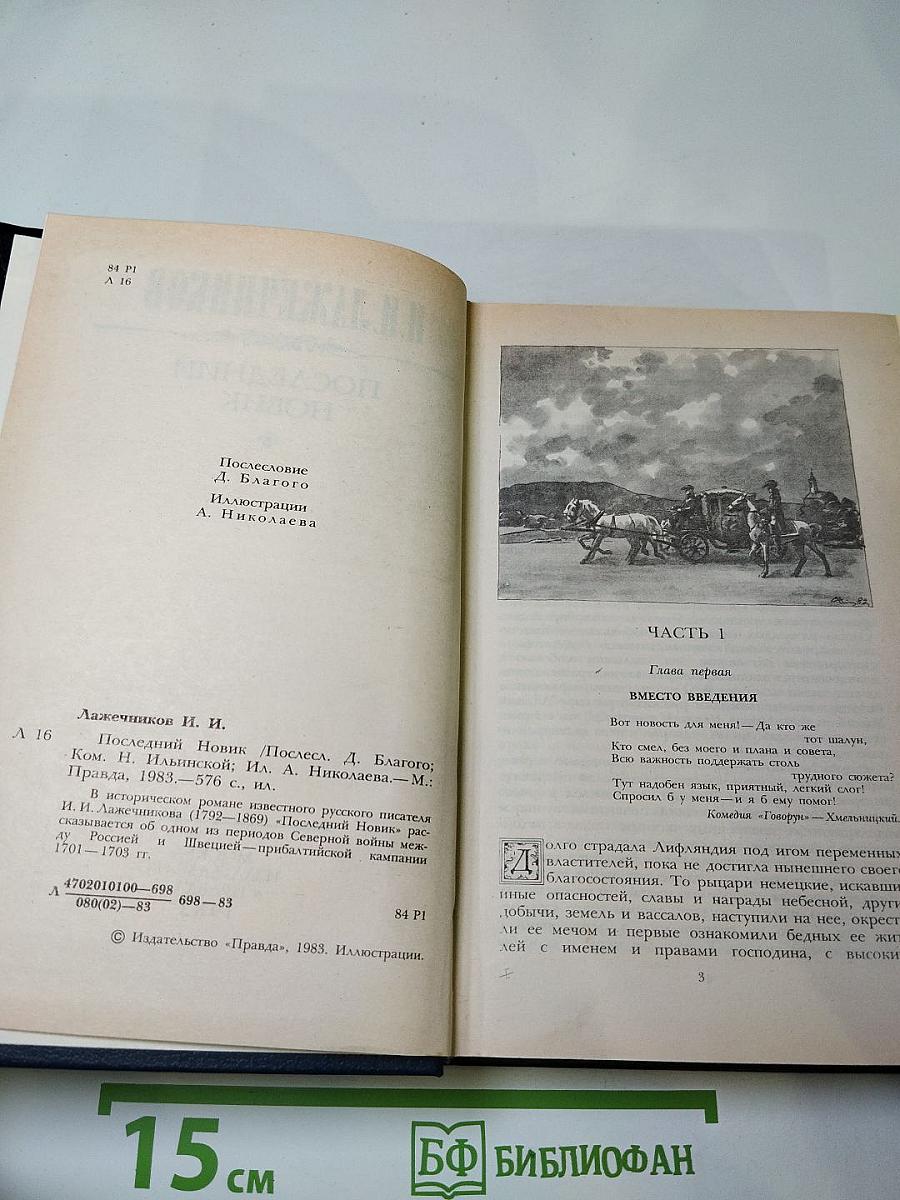 84 Р1
Л 16
Послесловие
Д. Благого
Иллюстрации
А. Николаева
Лажечников И. И.
Л 16
Последний Новик /Послесл. Д. Благого;
Ком. Н. Ильинской; Ил. А. Николаева.—М.:
Правда, 1983.—576 с., ил.
В историческом романе известного русского писателя
И. И. Лажечникова (1792—1869) «Последний Новик» рас-
сказывается об одном из периодов Северной войны меж-
ду Россией и Швецией—прибалтийской кампании
1701—1703 гг.
Л 4702010100—698
080(02)—83
698—83
84 Р1
© Издательство «Правда», 1983. Иллюстрации.
ЧАСТЬ 1
Глава первая
ВМЕСТО ВВЕДЕНИЯ
Вот новость для меня!—Да кто же
тот шалун,
Кто смел, без моего и плана и совета,
Всю важность поддержать столь
трудного сюжета?
Тут надобен язык, приятный, легкий слог!
Спросил б у меня—и я б ему помог!
Комедия «Говорун»—Хмельницкий.
Долго страдала Лифляндия под игом переменных
властителей, пока не достигла нынешнего своего
благосостояния. То рыцари немецкие, искавши
иные опасностей, славы и награды небесной, други
добычи, земель и вассалов, наступили на нее, окрест
ли ее мечом и первые ознакомили бедных ее жит
лей с именем и правами господина, с высоки
3
15 см
БФ БИБЛИОФАН